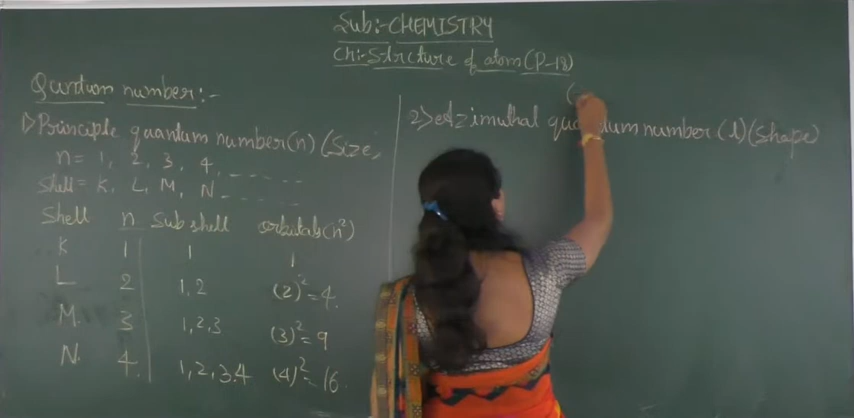 Sub:- CHEMISTRY
Ch:- Structure of atom (P-18)
Quantum number:-
1) Principle quantum number (n) (Size,
n = 1, 2, 3, 4, - - - - -
Shell = K, L, M, N - - - - -
Shell n Sub shell orbitals (n²)
K 1 1 1
L 2 1,2 (2)² = 4.
M. 3 1,2,3 (3)² = 9
N. 4. 1,2,3.4 (4)² = 16.
2) Azimuthal quantum number (l) (Shape)